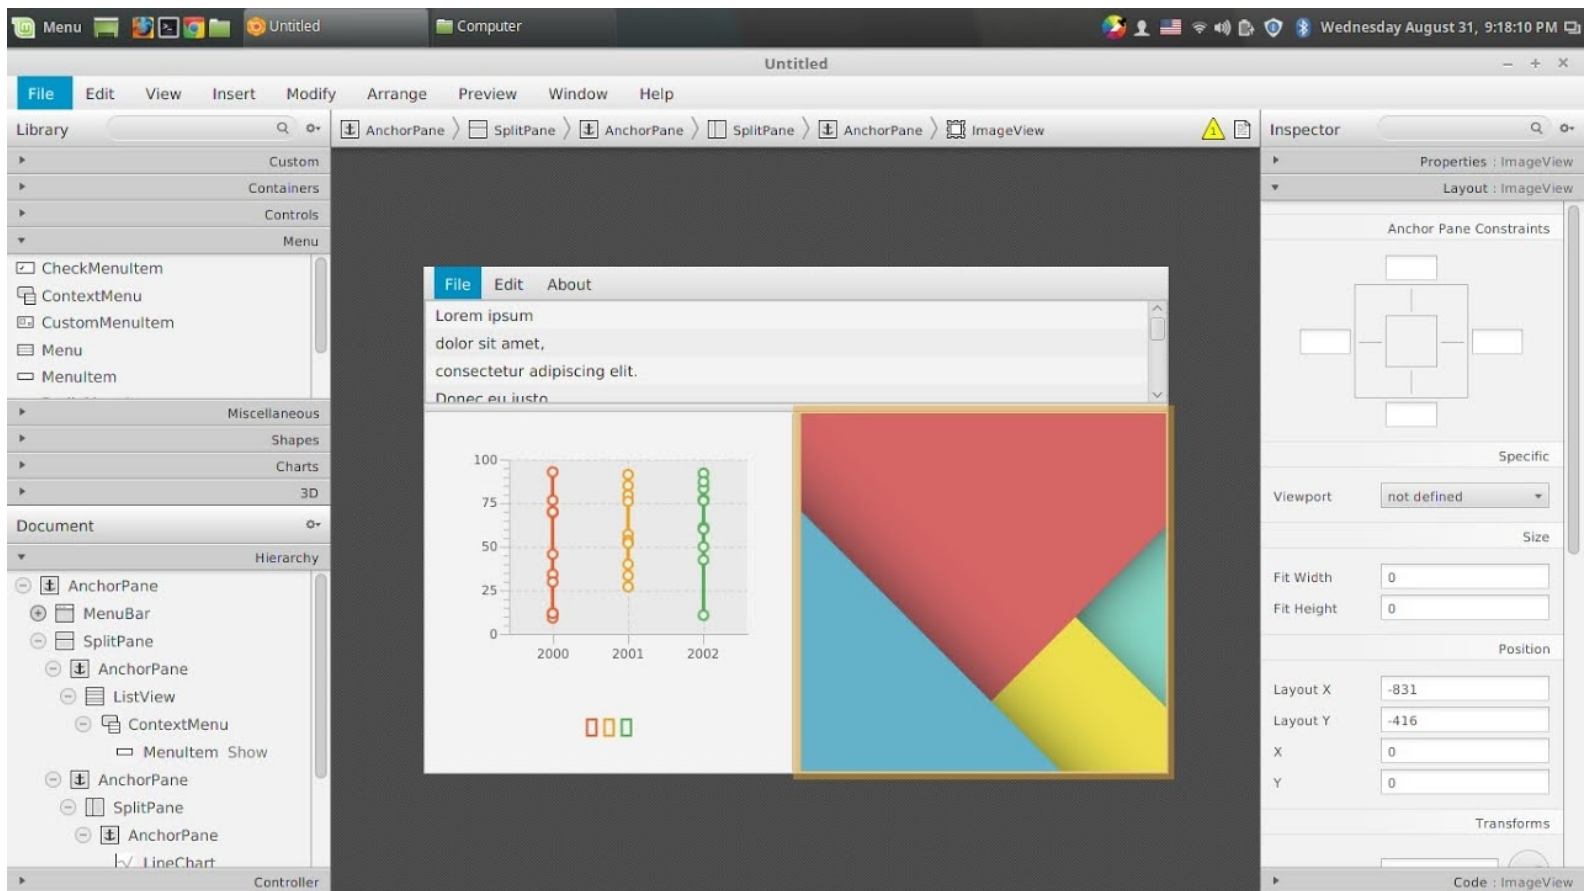 Menu
Untitled
Computer
Wednesday August 31, 9:18:10 PM
Untitled
File Edit View Insert Modify Arrange Preview Window Help
Library
Custom
Containers
Controls
Menu
CheckMenuItem
ContextMenu
CustomMenuItem
Menu
MenuItem
Miscellaneous
Shapes
Charts
3D
Document
Hierarchy
AnchorPane
MenuBar
SplitPane
AnchorPane
ListView
ContextMenu
MenuItem Show
AnchorPane
SplitPane
AnchorPane
LineChart
Controller
AnchorPane SplitPane AnchorPane SplitPane AnchorPane ImageView
1
File Edit About
Lorem ipsum
dolor sit amet,
consectetur adipiscing elit.
Donec eu justo
100
75
50
25
0
2000 2001 2002
Inspector
Properties : ImageView
Layout : ImageView
Anchor Pane Constraints
Specific
Viewport not defined
Size
Fit Width 0
Fit Height 0
Position
Layout X -831
Layout Y -416
X 0
Y 0
Transforms
Code : ImageView